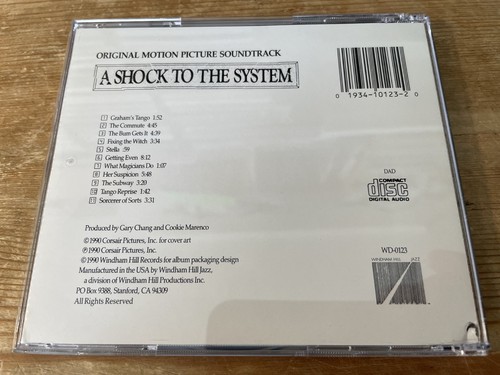 ORIGINAL MOTION PICTURE SOUNDTRACK
A SHOCK TO THE SYSTEM
0 1934-10123-2 0
1 Graham's Tango 1:52
2 The Commute 4:45
3 The Bum Gets It 4:39
4 Fixing the Witch 3:34
5 Stella :59
6 Getting Even 8:12
7 What Magicians Do 1:07
8 Her Suspicion 5:48
9 The Subway 3:20
10 Tango Reprise 1:42
11 Sorcerer of Sorts 3:31
DAD
COMPACT
disc
DIGITAL AUDIO
Produced by Gary Chang and Cookie Marenco
©1990 Corsair Pictures, Inc. for cover art
℗1990 Corsair Pictures, Inc.
©1990 Windham Hill Records for album packaging design
Manufactured in the USA by Windham Hill Jazz,
a division of Windham Hill Productions Inc.
PO Box 9388, Stanford, CA 94309
All Rights Reserved
WD-0123
WINDHAM HILL JAZZ